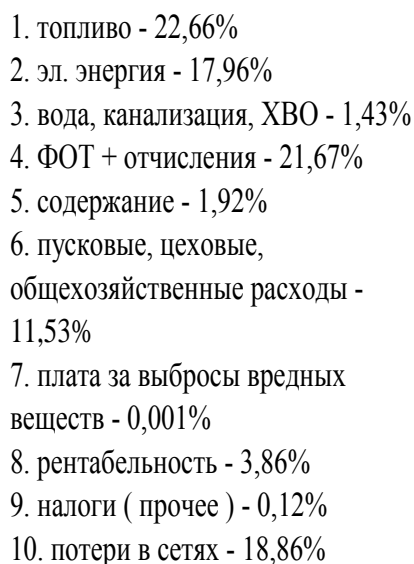 1. топливо - 22,66%
2. эл. энергия - 17,96%
3. вода, канализация, ХВО - 1,43%
4. ФОТ + отчисления - 21,67%
5. содержание - 1,92%
6. пусковые, цеховые,
общехозяйственные расходы -
11,53%
7. плата за выбросы вредных
веществ - 0,001%
8. рентабельность - 3,86%
9. налоги ( прочее ) - 0,12%
10. потери в сетях - 18,86%